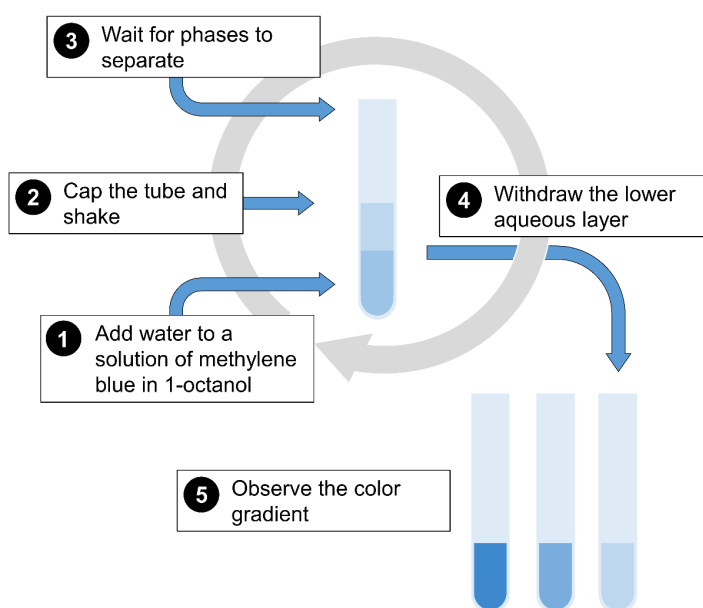 3 Wait for phases to
separate
2 Cap the tube and
shake
4 Withdraw the lower
aqueous layer
1 Add water to a
solution of methylene
blue in 1-octanol
5 Observe the color
gradient